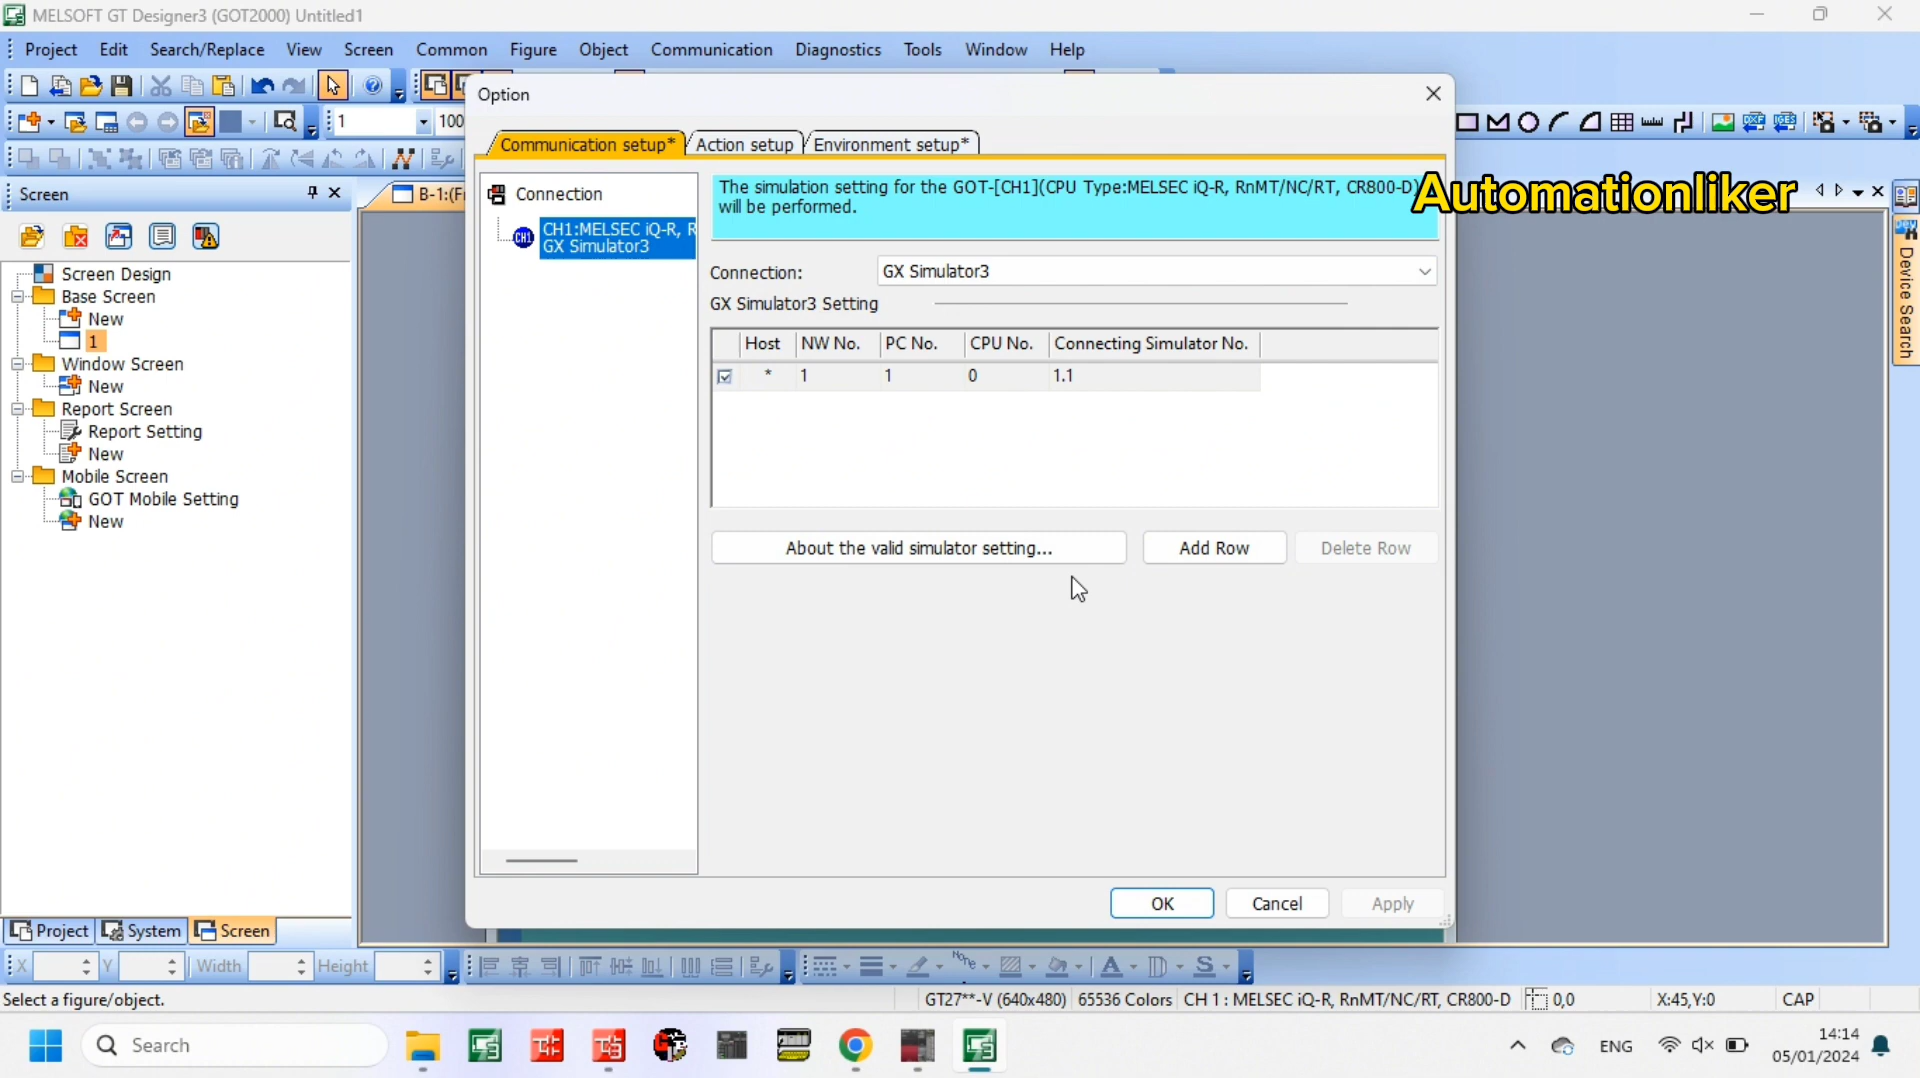 MELSOFT GT Designer3 (GOT2000) Untitled1
Project Edit Search/Replace View Screen Common Figure Object Communication Diagnostics Tools Window Help
Option
1
100
Communication setup* Action setup Environment setup*
Screen
B-1:(F
Connection
CH1
CH1:MELSEC iQ-R, R
GX Simulator3
The simulation setting for the GOT-[CH1](CPU Type:MELSEC iQ-R, RnMT/NC/RT, CR800-D)
will be performed.
Automationliker
Device Search
Connection: GX Simulator3
GX Simulator3 Setting
Host NW No. PC No. CPU No. Connecting Simulator No.
* 1 1 0 1.1
About the valid simulator setting... Add Row Delete Row
Screen Design
Base Screen
New
1
Window Screen
New
Report Screen
Report Setting
New
Mobile Screen
GOT Mobile Setting
New
OK Cancel Apply
Project System Screen
X Y Width Height
None
A D S
Select a figure/object.
GT27**-V (640x480) 65536 Colors CH 1 : MELSEC iQ-R, RnMT/NC/RT, CR800-D 0,0 X:45,Y:0 CAP
Search
ENG
14:14
05/01/2024